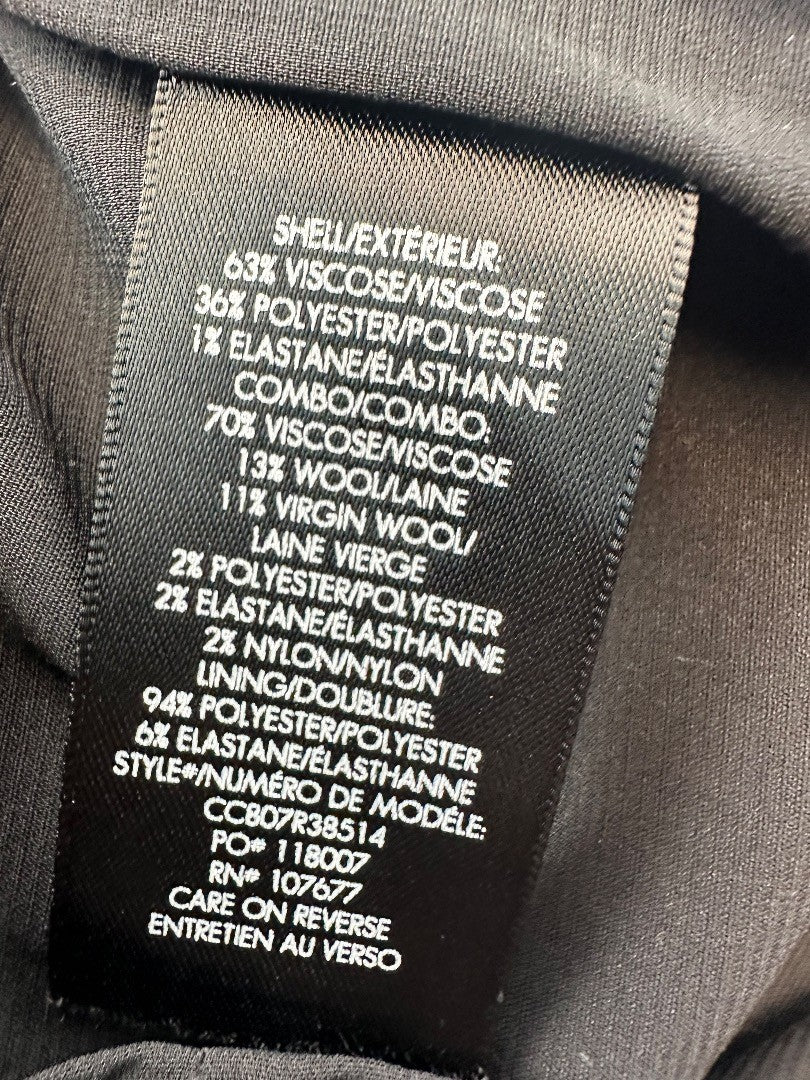 SHELL/EXTÉRIEUR:
63% VISCOSE/VISCOSE
36% POLYESTER/POLYESTER
1% ELASTANE/ÉLASTHANNE
COMBO/COMBO:
70% VISCOSE/VISCOSE
13% WOOL/LAINE
11% VIRGIN WOOL/
LAINE VIERGE
2% POLYESTER/POLYESTER
2% ELASTANE/ÉLASTHANNE
2% NYLON/NYLON
LINING/DOUBLURE:
94% POLYESTER/POLYESTER
6% ELASTANE/ÉLASTHANNE
STYLE#/NUMÉRO DE MODÉLE:
CCB07R38514
PO# 118007
RN# 107677
CARE ON REVERSE
ENTRETIEN AU VERSO